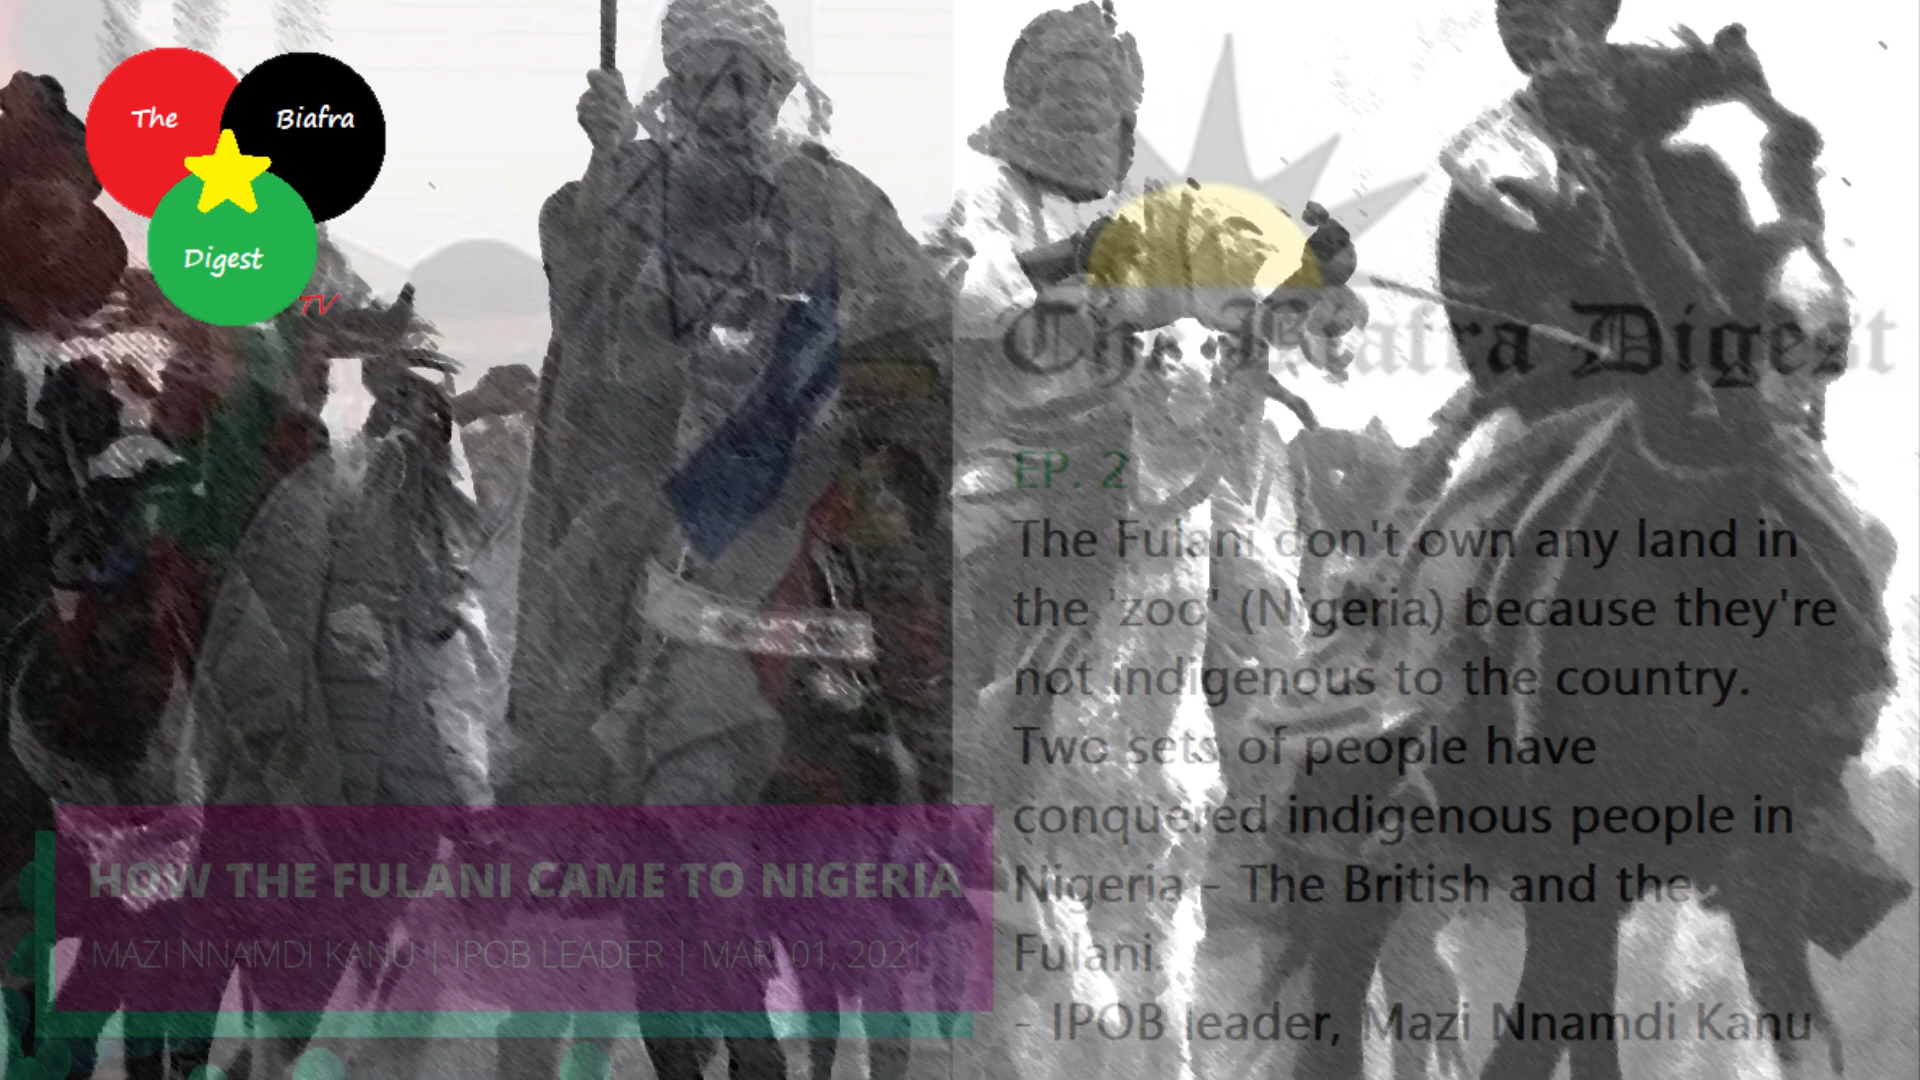 The Biafra
Digest
TV
The Biafra Digest
EP. 2
The Fulani don't own any land in
the 'zoo' (Nigeria) because they're
not indigenous to the country.
Two sets of people have
conquered indigenous people in
Nigeria - The British and the
Fulani.
- IPOB leader, Mazi Nnamdi Kanu
HOW THE FULANI CAME TO NIGERIA
MAZI NNAMDI KANU | IPOB LEADER | MAR. 01, 2021